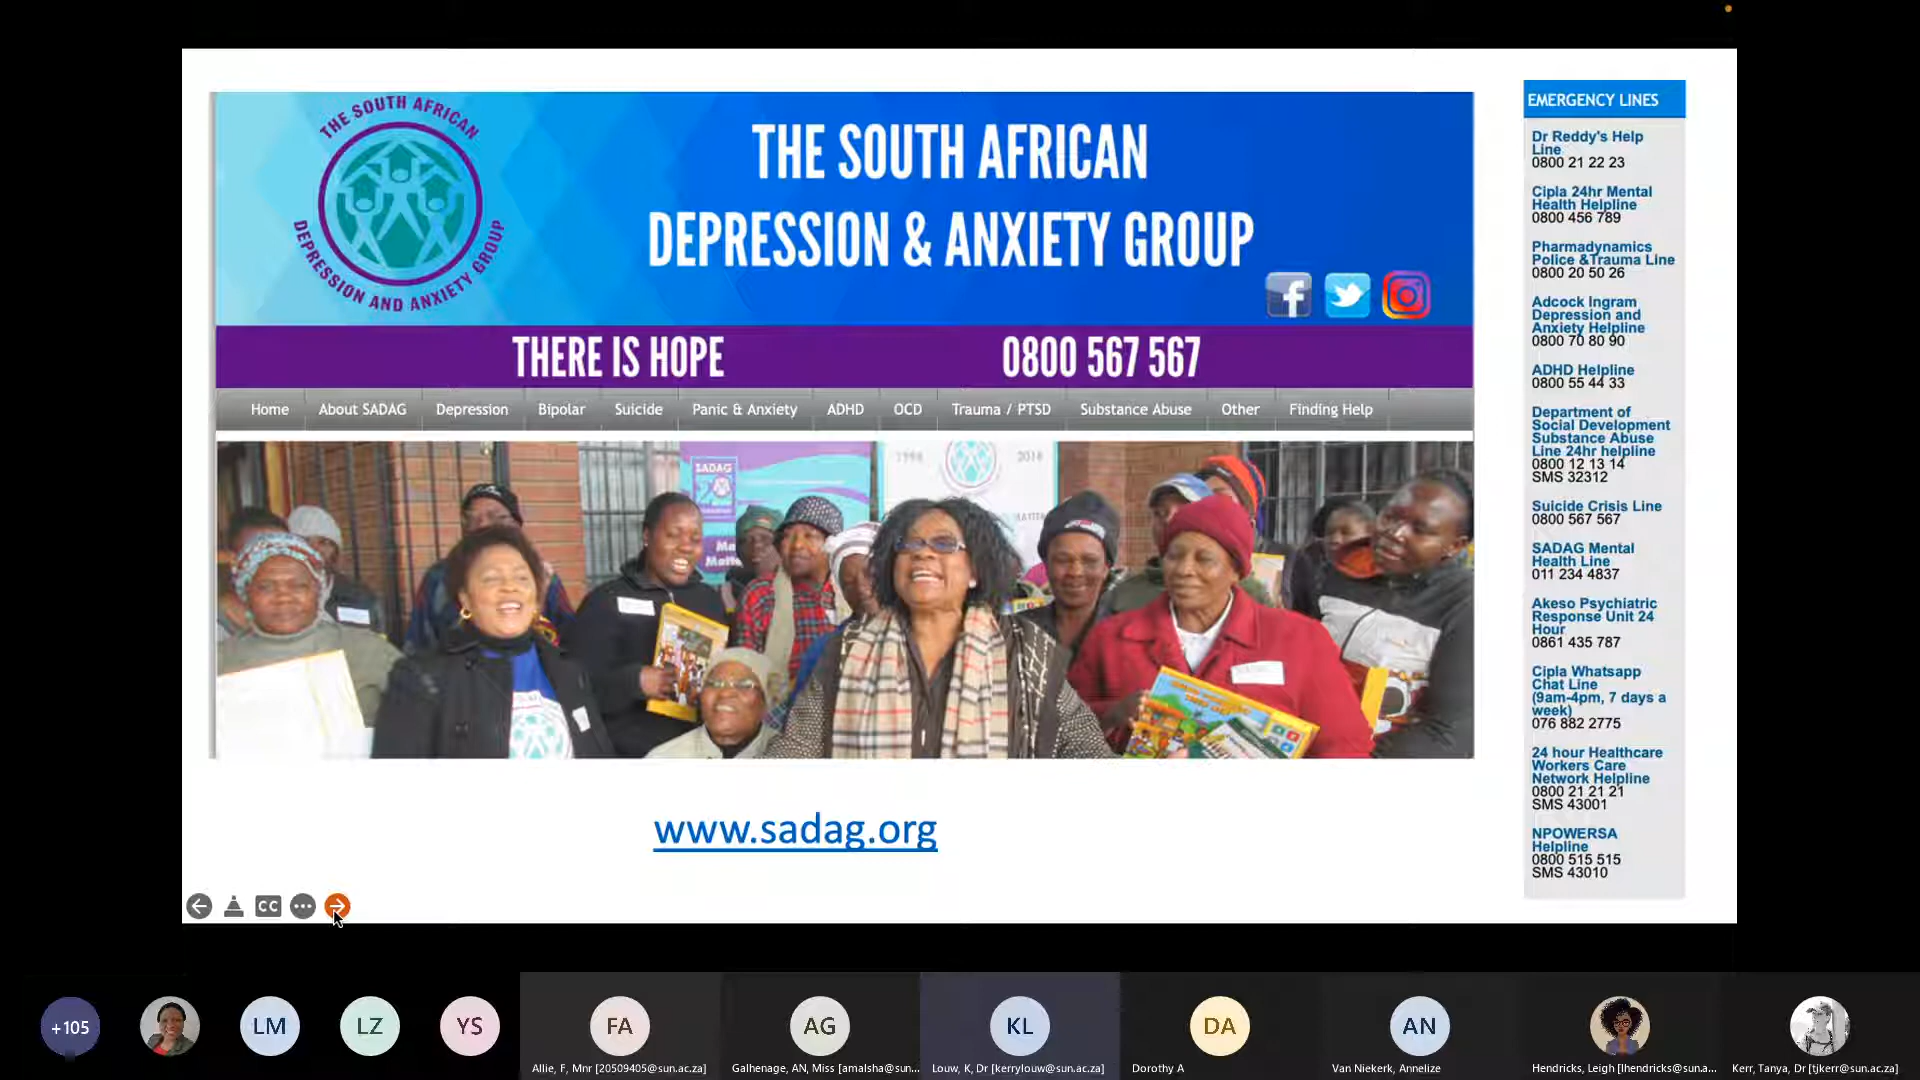 THE SOUTH AFRICAN
DEPRESSION AND ANXIETY GROUP
THE SOUTH AFRICAN
DEPRESSION & ANXIETY GROUP
THERE IS HOPE
0800 567 567
Home
About SADAG
Depression
Bipolar
Suicide
Panic & Anxiety
ADHD
OCD
Trauma / PTSD
Substance Abuse
Other
Finding Help
SADAG
www.sadag.org
EMERGENCY LINES
Dr Reddy's Help
Line
0800 21 22 23
Cipla 24hr Mental
Health Helpline
0800 456 789
Pharmadynamics
Police &Trauma Line
0800 20 50 26
Adcock Ingram
Depression and
Anxiety Helpline
0800 70 80 90
ADHD Helpline
0800 55 44 33
Department of
Social Development
Substance Abuse
Line 24hr helpline
0800 12 13 14
SMS 32312
Suicide Crisis Line
0800 567 567
SADAG Mental
Health Line
011 234 4837
Akeso Psychiatric
Response Unit 24
Hour
0861 435 787
Cipla Whatsapp
Chat Line
(9am-4pm, 7 days a
week)
076 882 2775
24 hour Healthcare
Workers Care
Network Helpline
0800 21 21 21
SMS 43001
NPOWERSA
Helpline
0800 515 515
SMS 43010
CC
+105
LM
LZ
YS
FA
AG
KL
DA
AN
Allie, F, Mnr [20509405@sun.ac.za]
Galhenage, AN, Miss [amalsha@sun...
Louw, K, Dr [kerrylouw@sun.ac.za]
Dorothy A
Van Niekerk, Annelize
Hendricks, Leigh [lhendricks@sun.a...
Kerr, Tanya, Dr [tjkerr@sun.ac.za]